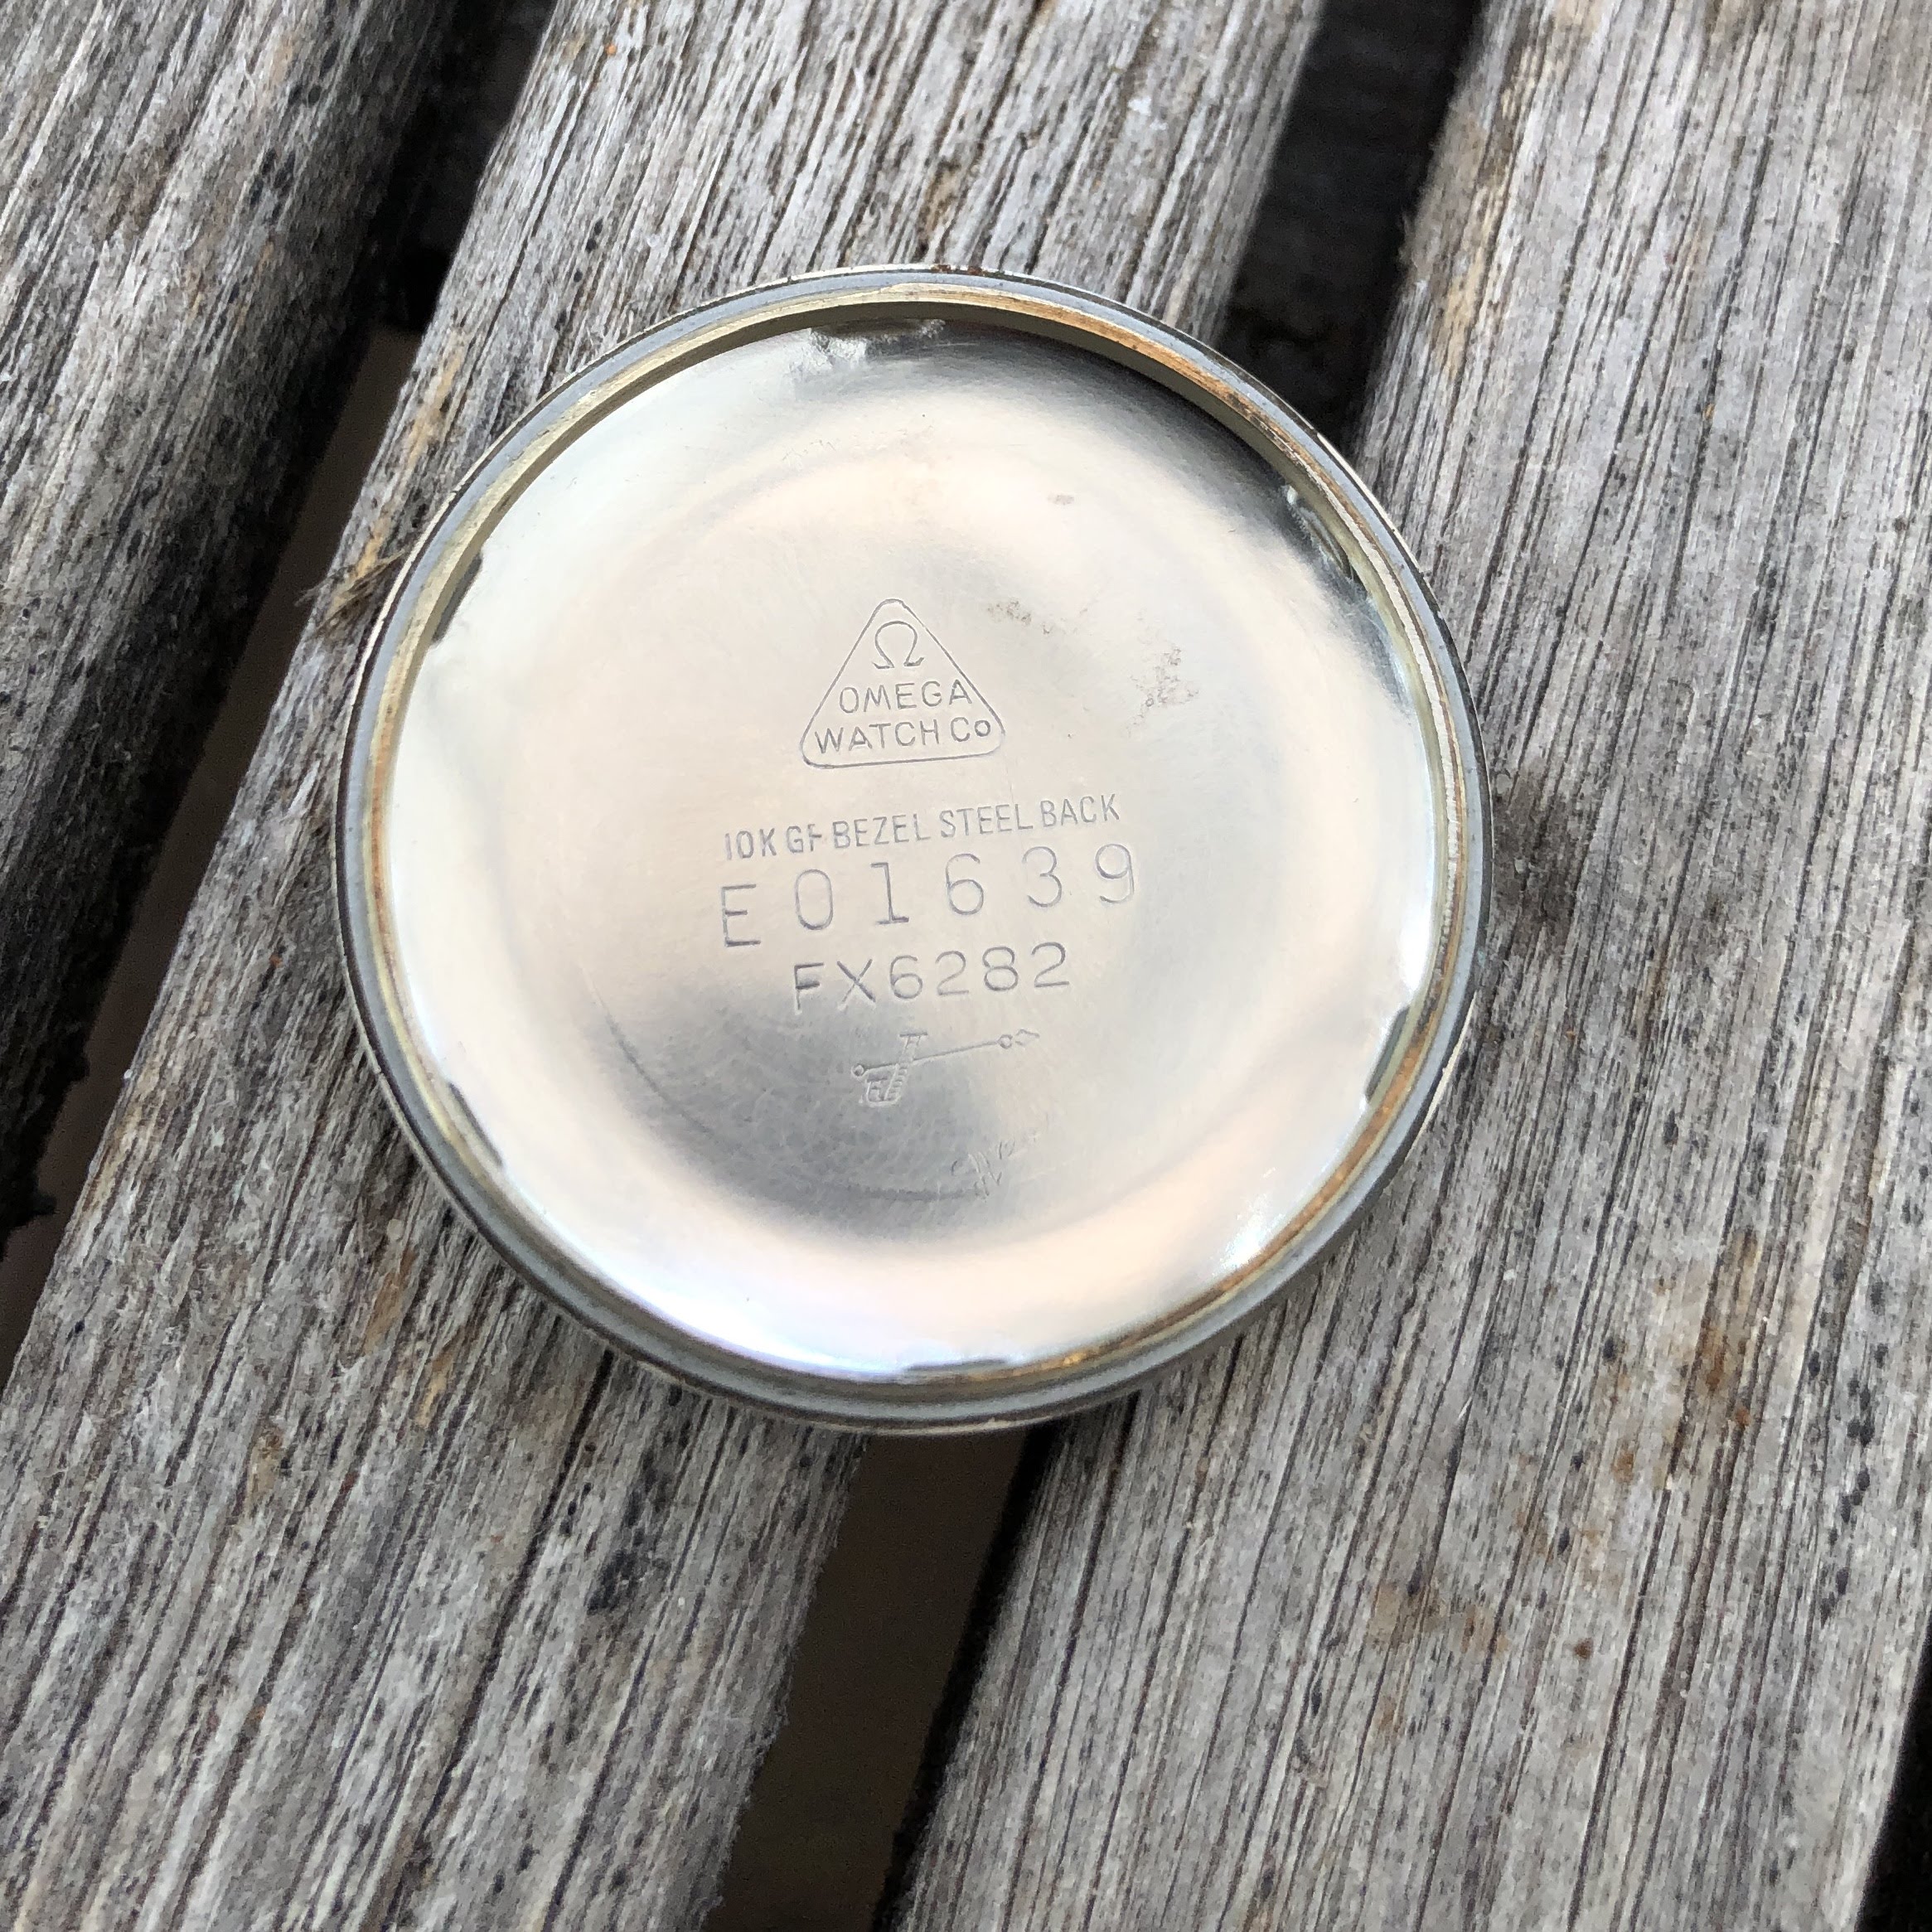 Ω
OMEGA
WATCH Co
10K GF BEZEL STEEL BACK
E01639
FX6282